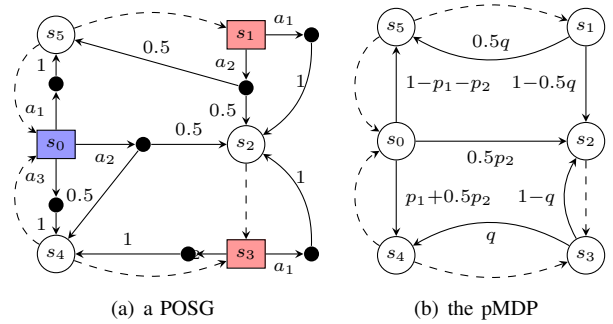 s5
s1
a1
0.5
a2
1
1
0.5
a1
s0
a2
0.5
s2
a3
1
0.5
1
s4
1
2
s3
a1
(a) a POSG
s5
s1
0.5q
1−p1−p2
1−0.5q
s0
0.5p2
s2
p1+0.5p2
1−q
q
s4
s3
(b) the pMDP